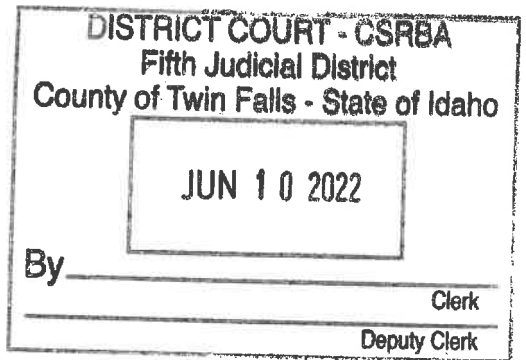 DISTRICT COURT - CSRBA
Fifth Judicial District
County of Twin Falls - State of Idaho
JUN 10 2022
By
Clerk
Deputy Clerk